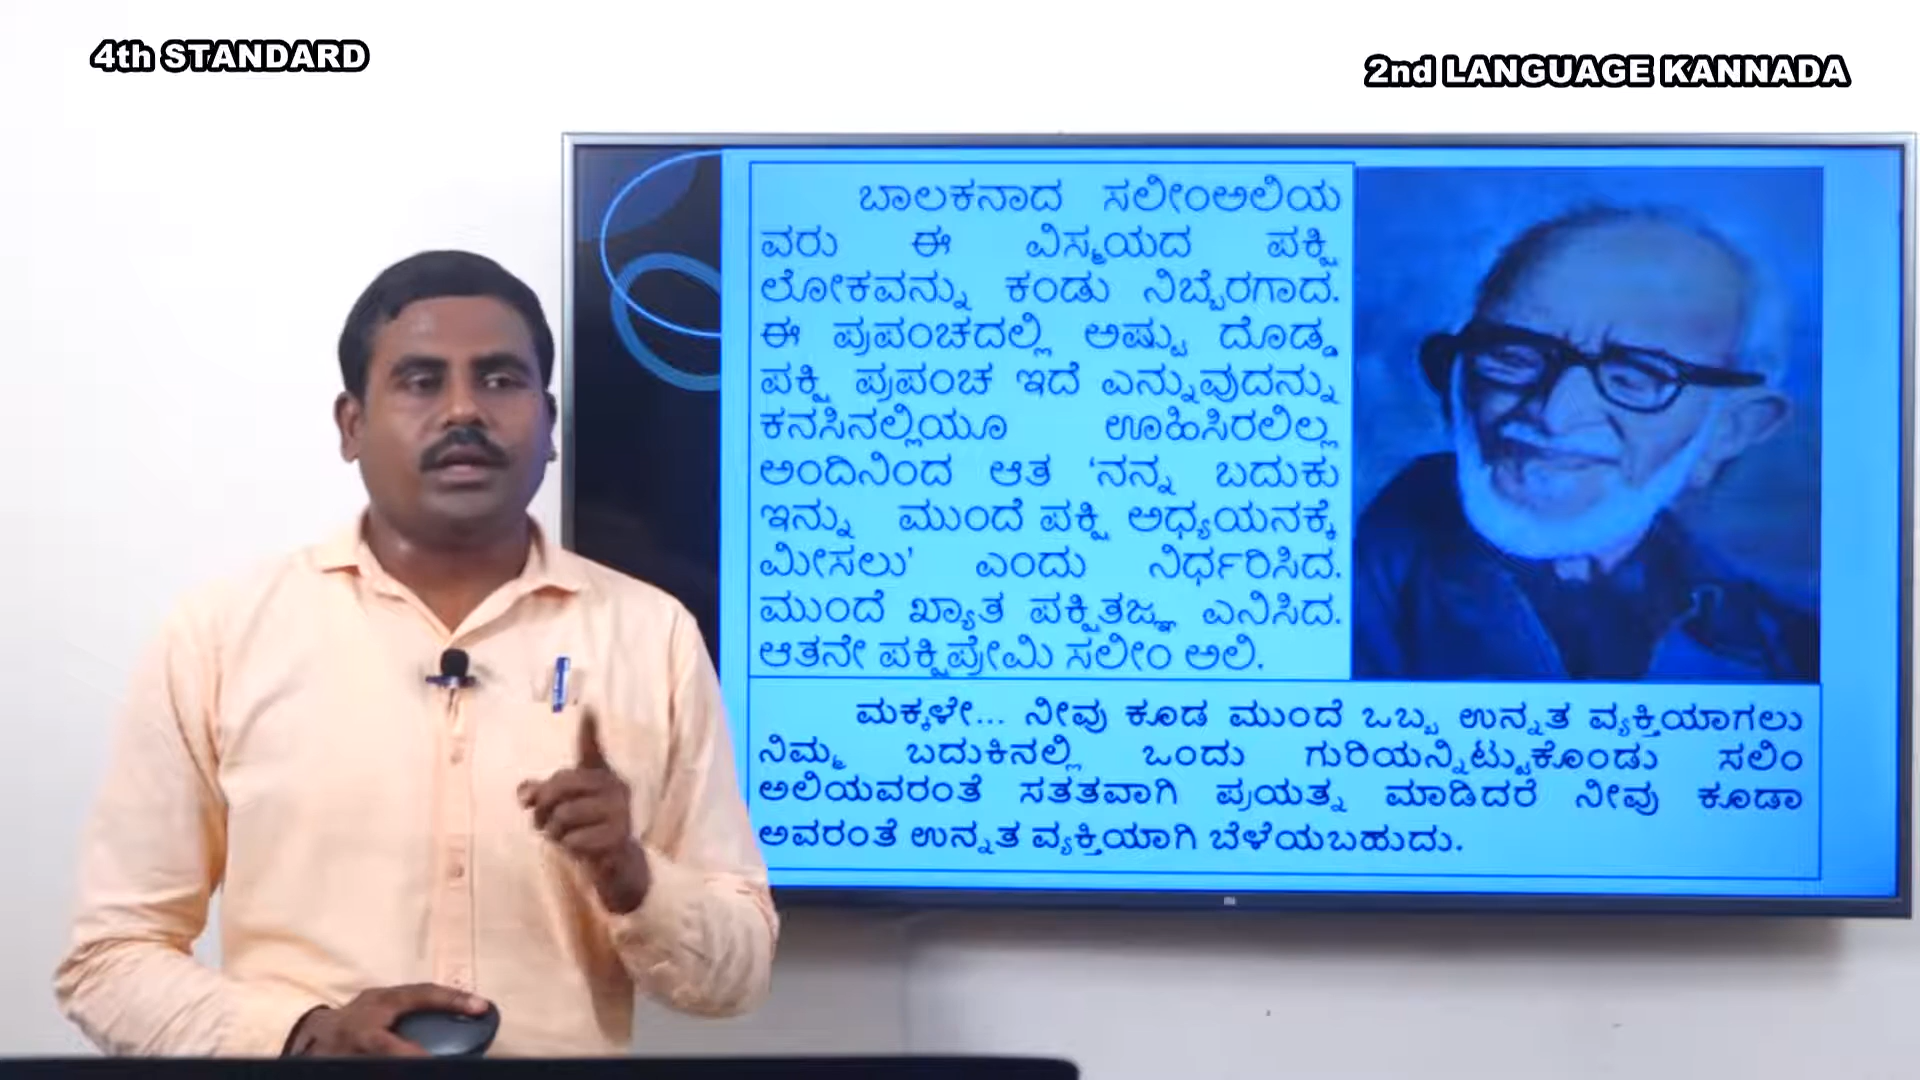 4th STANDARD
2nd LANGUAGE KANNADA
ಬಾಲಕನಾದ ಸಲೀಂಅಲಿಯ
ವರು ಈ ವಿಸ್ಮಯದ ಪಕ್ಷಿ
ಲೋಕವನ್ನು ಕಂಡು ನಿಬ್ಬೆರಗಾದ.
ಈ ಪ್ರಪಂಚದಲ್ಲಿ ಅಷ್ಟು ದೊಡ್ಡ
ಪಕ್ಷಿ ಪ್ರಪಂಚ ಇದೆ ಎನ್ನುವುದನ್ನು
ಕನಸಿನಲ್ಲಿಯೂ ಊಹಿಸಿರಲಿಲ್ಲ
ಅಂದಿನಿಂದ ಆತ ‘ನನ್ನ ಬದುಕು
ಇನ್ನು ಮುಂದೆ ಪಕ್ಷಿ ಅಧ್ಯಯನಕ್ಕೆ
ಮೀಸಲು’ ಎಂದು ನಿರ್ಧರಿಸಿದ.
ಮುಂದೆ ಖ್ಯಾತ ಪಕ್ಷಿತಜ್ಞ ಎನಿಸಿದ.
ಆತನೇ ಪಕ್ಷಿಪ್ರೇಮಿ ಸಲೀಂ ಅಲಿ.
ಮಕ್ಕಳೇ... ನೀವು ಕೂಡ ಮುಂದೆ ಒಬ್ಬ ಉನ್ನತ ವ್ಯಕ್ತಿಯಾಗಲು
ನಿಮ್ಮ ಬದುಕಿನಲ್ಲಿ ಒಂದು ಗುರಿಯನ್ನಿಟ್ಟುಕೊಂಡು ಸಲಿಂ
ಅಲಿಯವರಂತೆ ಸತತವಾಗಿ ಪ್ರಯತ್ನ ಮಾಡಿದರೆ ನೀವು ಕೂಡಾ
ಅವರಂತೆ ಉನ್ನತ ವ್ಯಕ್ತಿಯಾಗಿ ಬೆಳೆಯಬಹುದು.